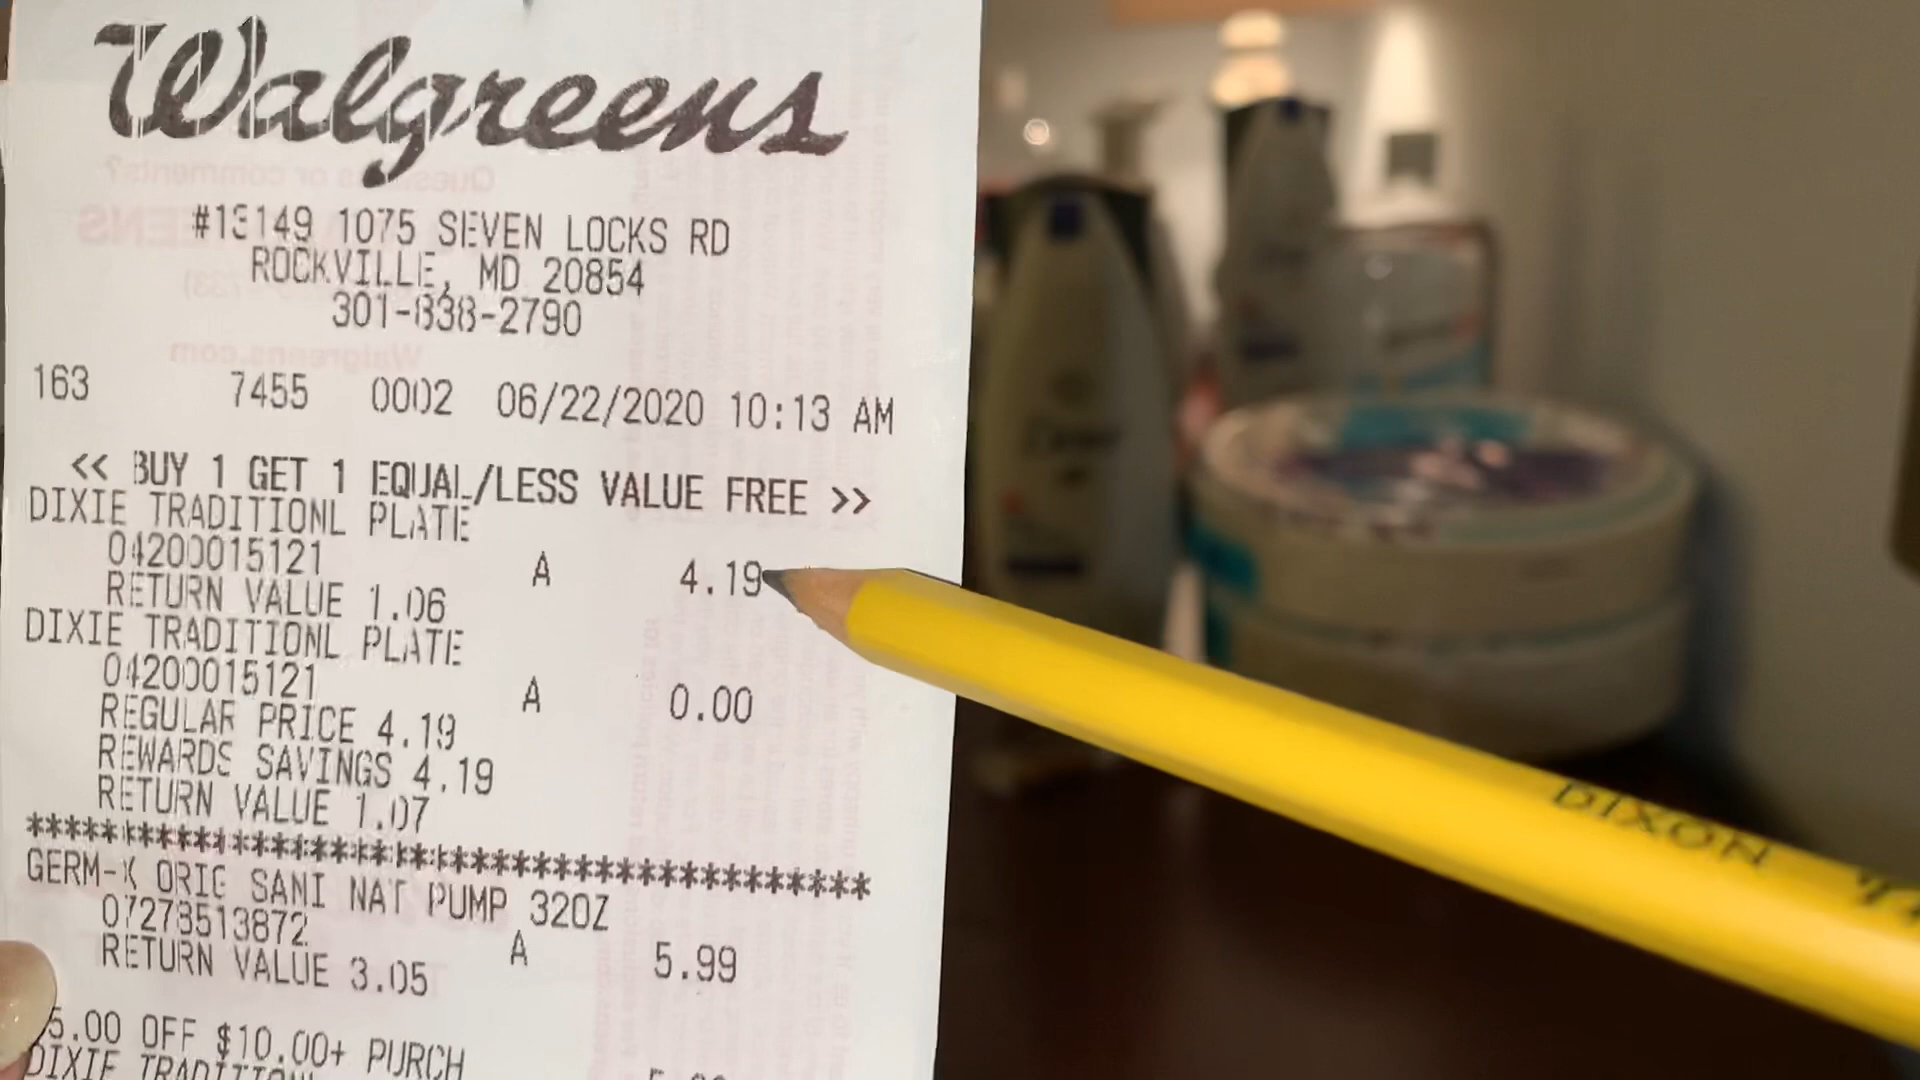 Walgreens
#13149 1075 SEVEN LOCKS RD
ROCKVILLE, MD 20854
301-838-2790
163 7455 0002 06/22/2020 10:13 AM
<< BUY 1 GET 1 EQUAL/LESS VALUE FREE >>
DIXIE TRADITIONL PLATE
04200015121 A 4.19
RETURN VALUE 1.06
DIXIE TRADITIONL PLATE
04200015121 A 0.00
REGULAR PRICE 4.19
REWARDS SAVINGS 4.19
RETURN VALUE 1.07
****************************************
GERM-X ORIG SANI NAT PUMP 32OZ
07278513872 A 5.99
RETURN VALUE 3.05
5.00 OFF $10.00+ PURCH
DIXIE TRADITIONL
DIXON